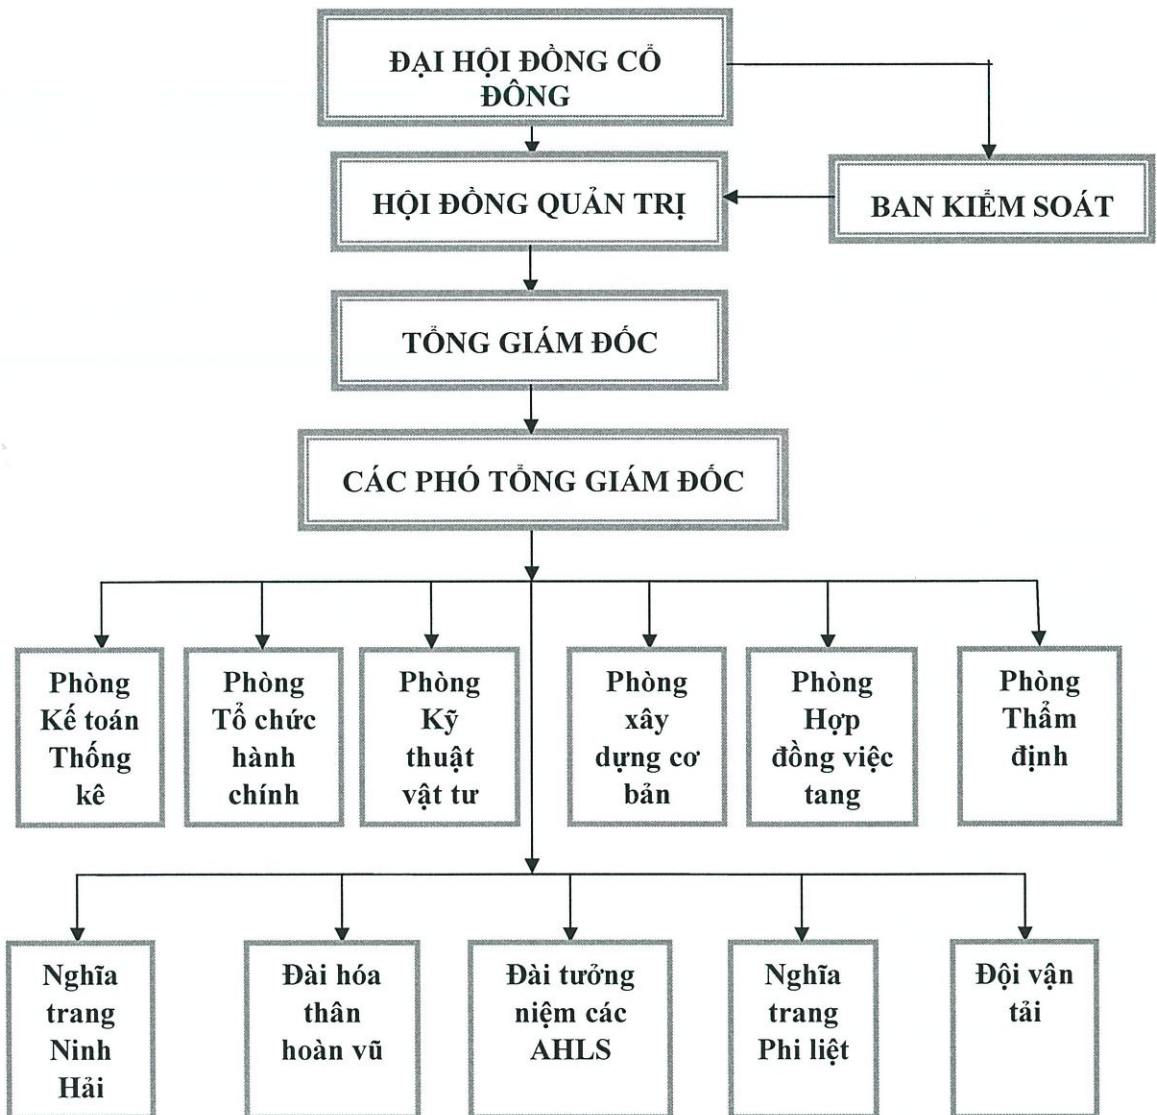 ĐẠI HỘI ĐỒNG CỔ
ĐÔNG
HỘI ĐỒNG QUẢN TRỊ
BAN KIỂM SOÁT
TỔNG GIÁM ĐỐC
CÁC PHÓ TỔNG GIÁM ĐỐC
Phòng
Kế toán
Thống
kê
Phòng
Tổ chức
hành
chính
Phòng
Kỹ
thuật
vật tư
Phòng
xây
dựng cơ
bản
Phòng
Hợp
đồng việc
tang
Phòng
Thẩm
định
Nghĩa
trang
Ninh
Hải
Đài hóa
thân
hoàn vũ
Đài tưởng
niệm các
AHLS
Nghĩa
trang
Phi liệt
Đội vận
tải